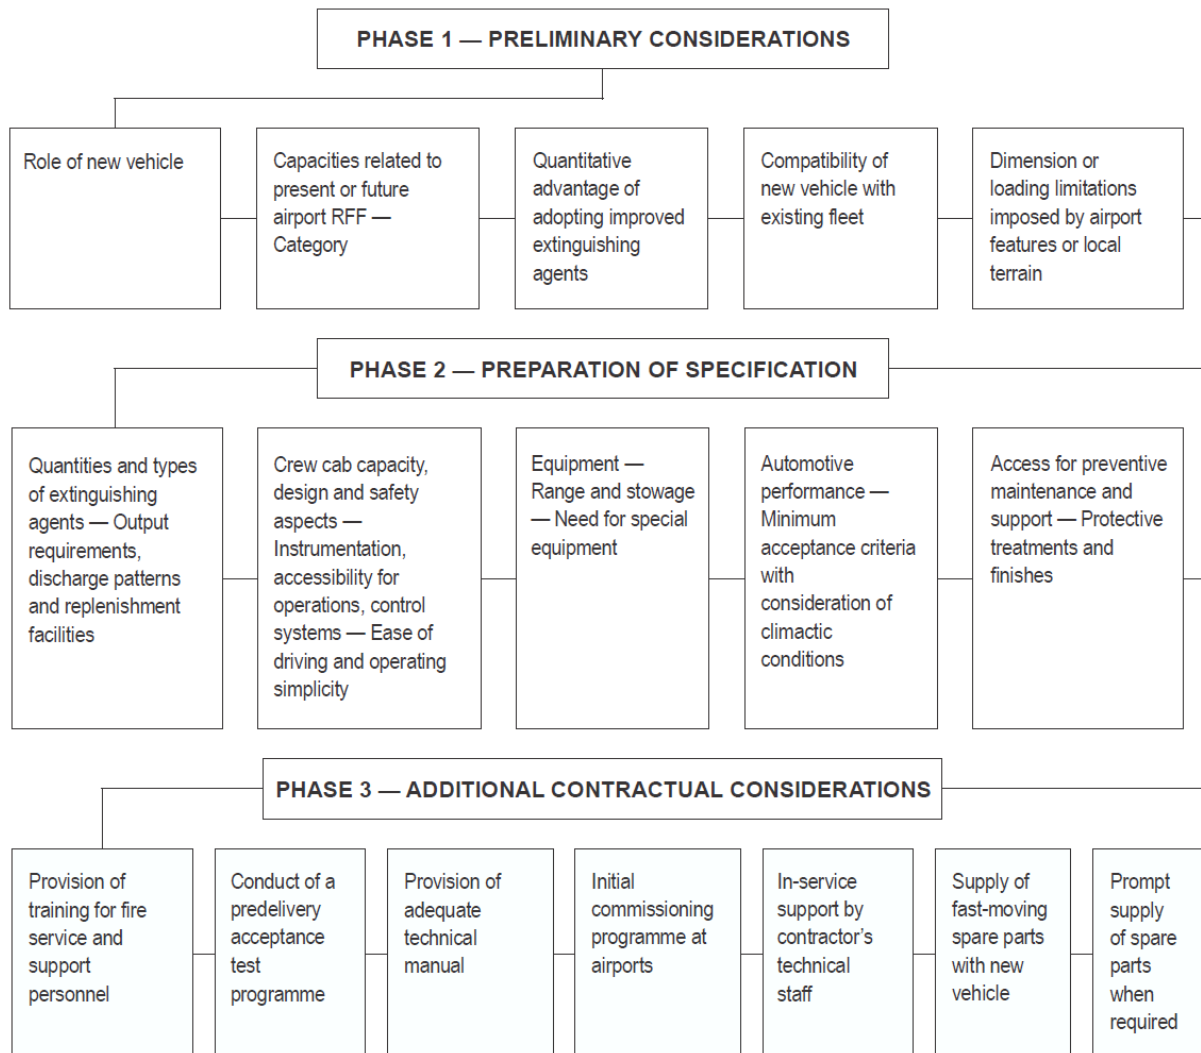 PHASE 1 — PRELIMINARY CONSIDERATIONS
Role of new vehicle
Capacities related to
present or future
airport RFF —
Category
Quantitative
advantage of
adopting improved
extinguishing
agents
Compatibility of
new vehicle with
existing fleet
Dimension or
loading limitations
imposed by airport
features or local
terrain
PHASE 2 — PREPARATION OF SPECIFICATION
Quantities and types
of extinguishing
agents — Output
requirements,
discharge patterns
and replenishment
facilities
Crew cab capacity,
design and safety
aspects —
Instrumentation,
accessibility for
operations, control
systems — Ease of
driving and operating
simplicity
Equipment —
Range and stowage
— Need for special
equipment
Automotive
performance —
Minimum
acceptance criteria
with
consideration of
climactic
conditions
Access for preventive
maintenance and
support — Protective
treatments and
finishes
PHASE 3 — ADDITIONAL CONTRACTUAL CONSIDERATIONS
Provision of
training for fire
service and
support
personnel
Conduct of a
predelivery
acceptance
test
programme
Provision of
adequate
technical
manual
Initial
commissioning
programme at
airports
In-service
support by
contractor’s
technical
staff
Supply of
fast-moving
spare parts
with new
vehicle
Prompt
supply
of spare
parts
when
required